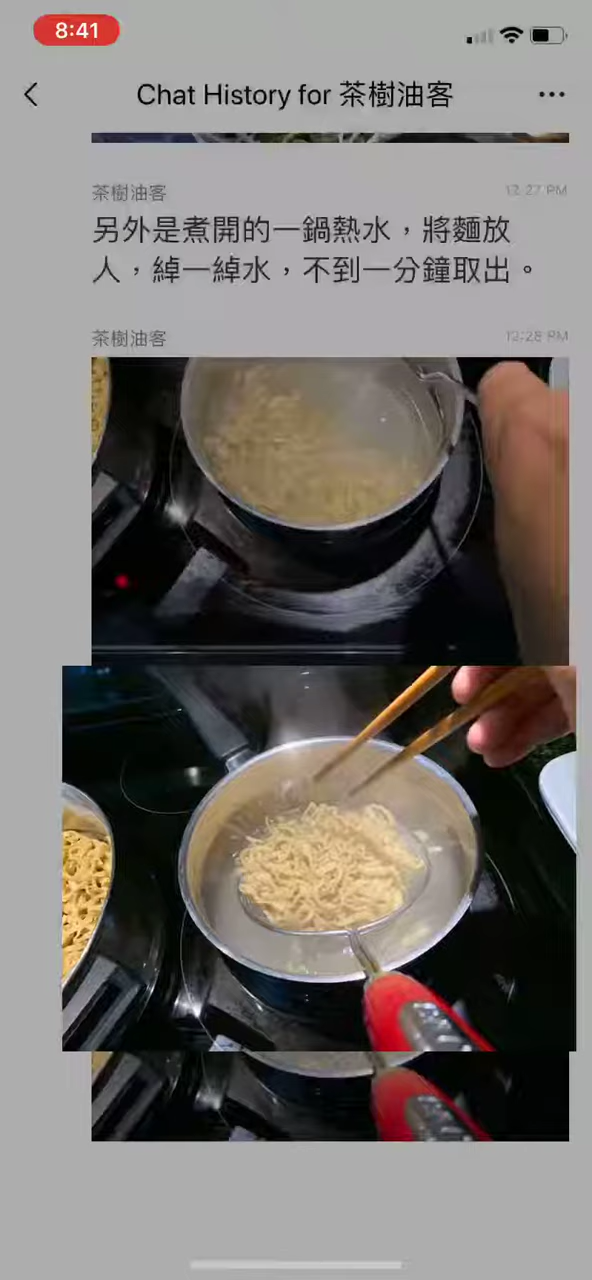 8:41
Chat History for 茶樹油客
茶樹油客
12:27 PM
另外是煮開的一鍋熱水，將麵放
人，綽一綽水，不到一分鐘取出。
茶樹油客
12:28 PM